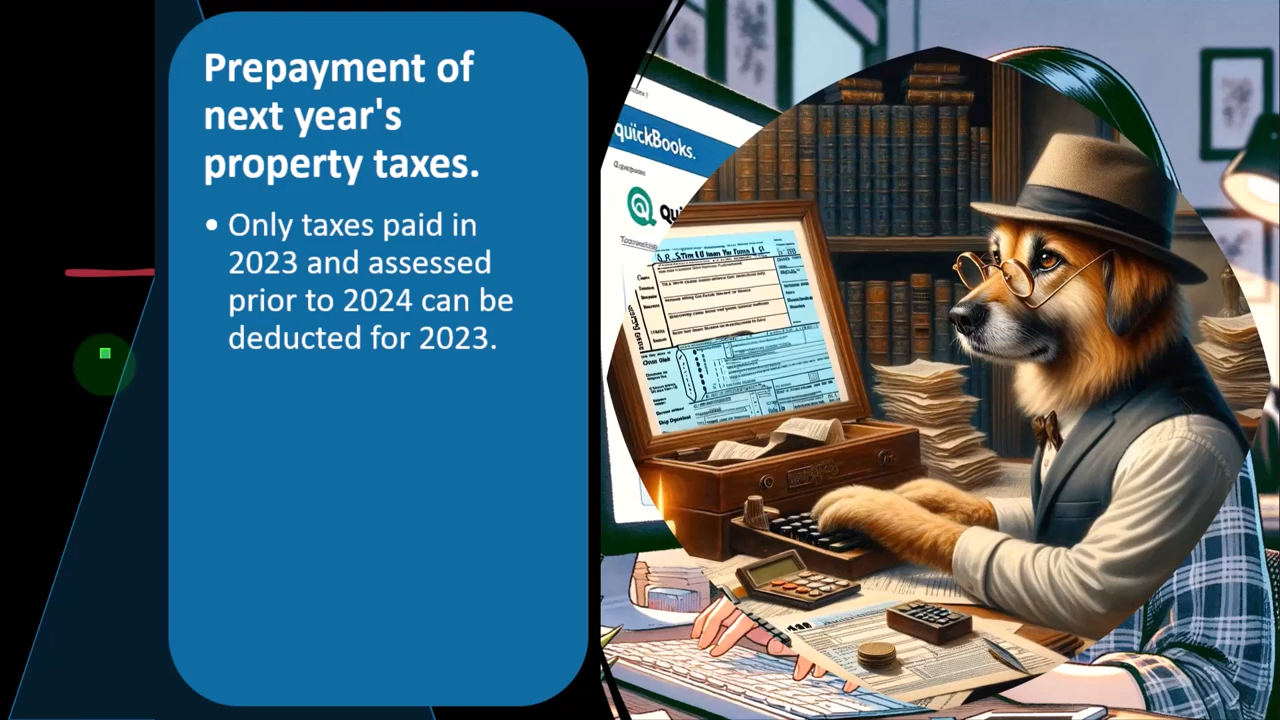 Prepayment of
next year's
property taxes.
• Only taxes paid in
2023 and assessed
prior to 2024 can be
deducted for 2023.
quickBooks.
Qui